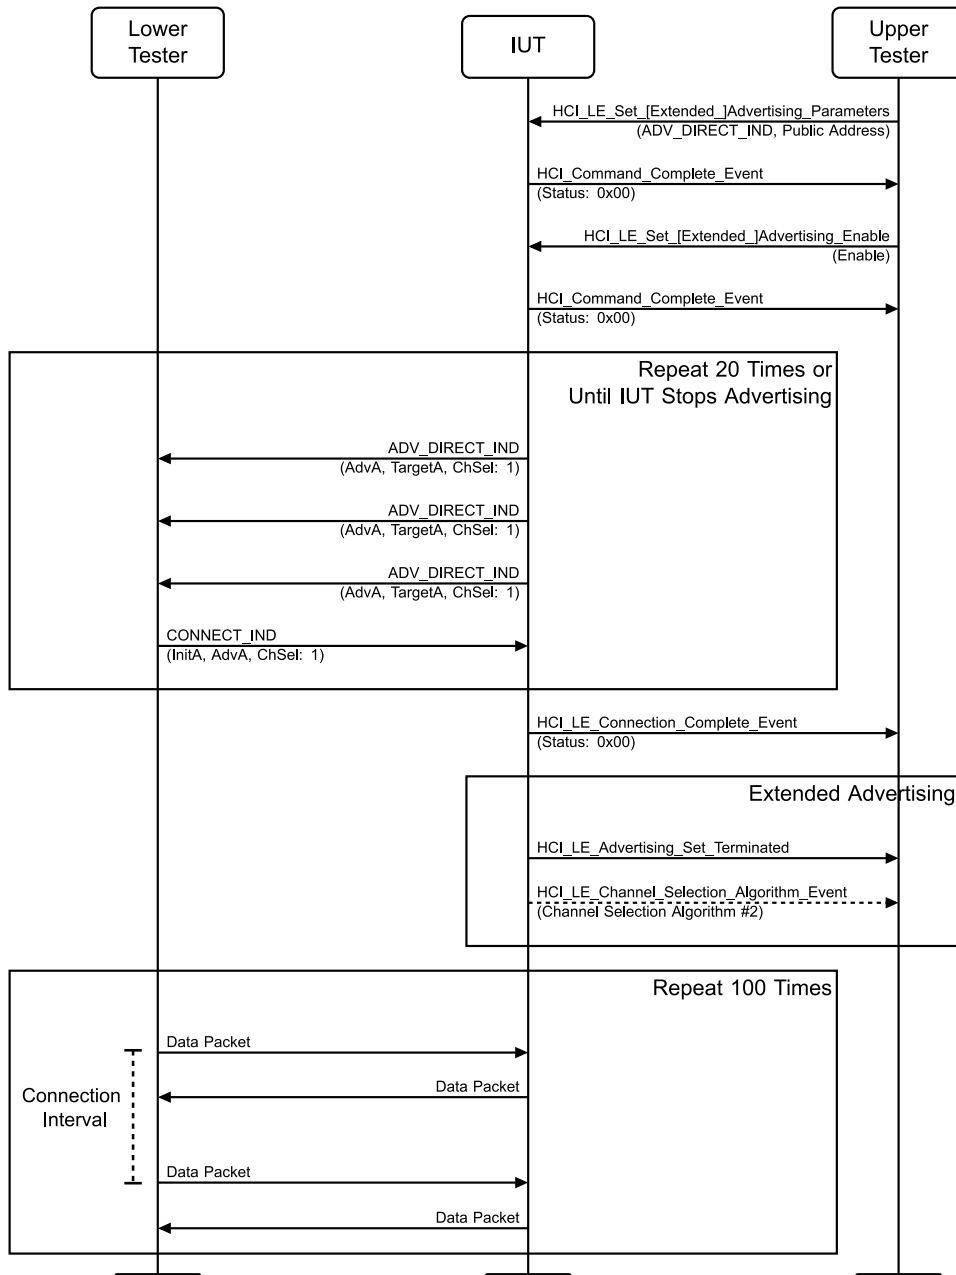 Lower
Tester
IUT
Upper
Tester
HCI_LE_Set_[Extended_]Advertising_Parameters
(ADV_DIRECT_IND, Public Address)
HCI_Command_Complete_Event
(Status: 0x00)
HCI_LE_Set_[Extended_]Advertising_Enable
(Enable)
HCI_Command_Complete_Event
(Status: 0x00)
Repeat 20 Times or
Until IUT Stops Advertising
ADV_DIRECT_IND
(AdvA, TargetA, ChSel: 1)
ADV_DIRECT_IND
(AdvA, TargetA, ChSel: 1)
ADV_DIRECT_IND
(AdvA, TargetA, ChSel: 1)
CONNECT_IND
(InitA, AdvA, ChSel: 1)
HCI_LE_Connection_Complete_Event
(Status: 0x00)
Extended Advertising
HCI_LE_Advertising_Set_Terminated
HCI_LE_Channel_Selection_Algorithm_Event
(Channel Selection Algorithm #2)
Repeat 100 Times
Data Packet
Data Packet
Connection
Interval
Data Packet
Data Packet